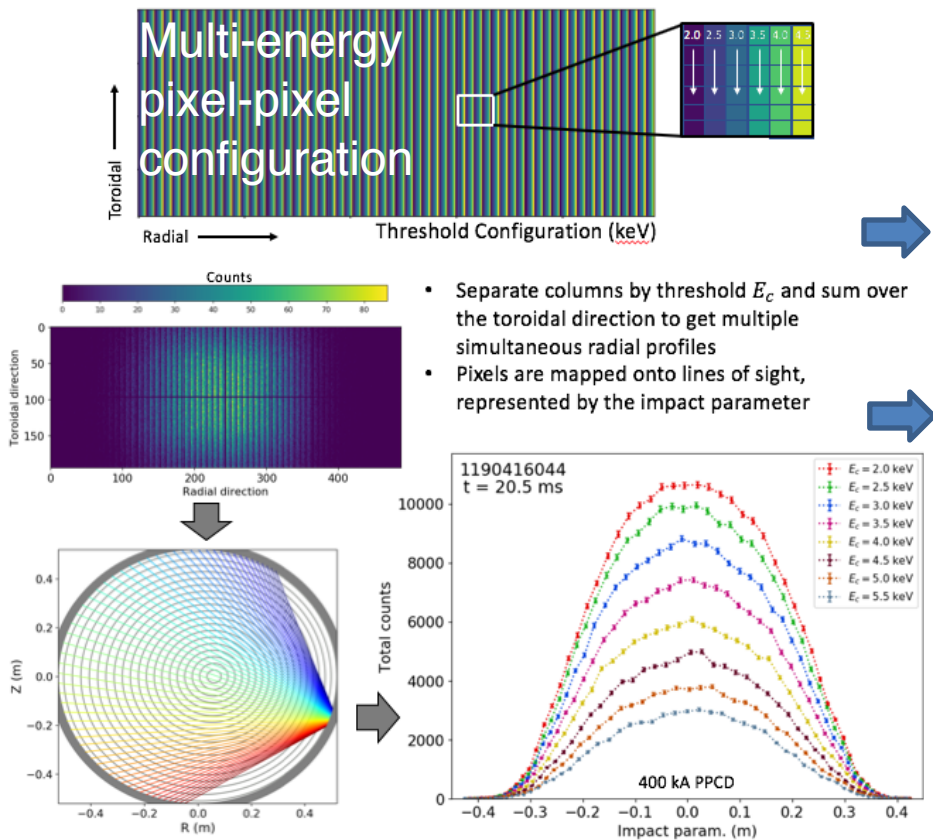 Multi-energy
pixel-pixel
configuration
2.0 2.5 3.0 3.5 4.0 4.5
Toroidal
Radial
Threshold Configuration (keV)
Counts
0 10 20 30 40 50 60 70 80
0
50
100
150
Toroidal direction
0 100 200 300 400
Radial direction
• Separate columns by threshold E_c and sum over
the toroidal direction to get multiple
simultaneous radial profiles
• Pixels are mapped onto lines of sight,
represented by the impact parameter
0.4
0.2
0.0
−0.2
−0.4
Z (m)
−0.4 −0.2 0.0 0.2 0.4
R (m)
1190416044
t = 20.5 ms
10000
8000
6000
4000
2000
0
Total counts
E_c = 2.0 keV
E_c = 2.5 keV
E_c = 3.0 keV
E_c = 3.5 keV
E_c = 4.0 keV
E_c = 4.5 keV
E_c = 5.0 keV
E_c = 5.5 keV
400 kA PPCD
−0.4 −0.3 −0.2 −0.1 0.0 0.1 0.2 0.3 0.4
Impact param. (m)